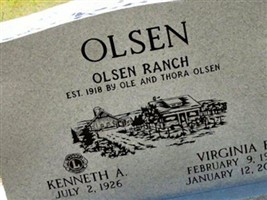 OLSEN
OLSEN RANCH
EST. 1918 BY OLE AND THORA OLSEN
KENNETH A.
JULY 2, 1926
VIRGINIA
FEBRUARY 9,
JANUARY 12,